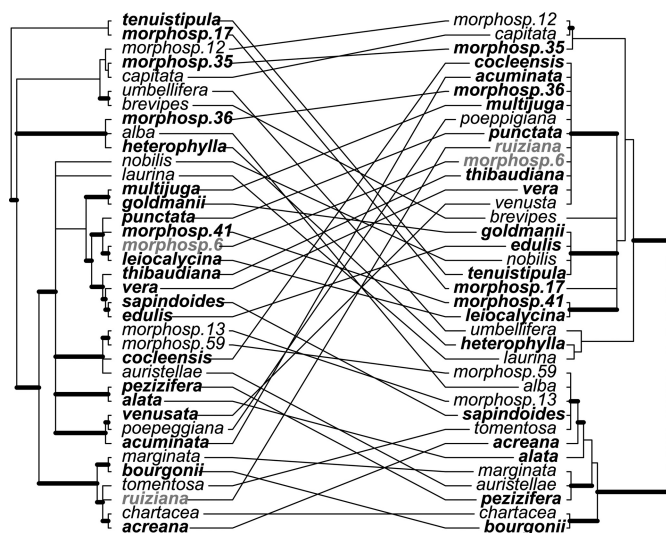 tenuistipula
morphosp.17
morphosp.12
morphosp.35
capitata
umbellifera
brevipes
morphosp.36
alba
heterophylla
nobilis
laurina
multijuga
goldmanii
punctata
morphosp.41
morphosp.6
leiocalycina
thibaudiana
vera
sapindoides
edulis
morphosp.13
morphosp.59
cocleensis
auristellae
pezizifera
alata
venusata
poepeggiana
acuminata
marginata
bourgonii
tomentosa
ruiziana
chartacea
acreana
morphosp.12
capitata
morphosp.35
cocleensis
acuminata
morphosp.36
multijuga
poeppigiana
punctata
ruiziana
morphosp.6
thibaudiana
vera
venusta
brevipes
goldmanii
edulis
nobilis
tenuistipula
morphosp.17
morphosp.41
leiocalycina
umbellifera
heterophylla
laurina
morphosp.59
alba
morphosp.13
sapindoides
tomentosa
acreana
alata
marginata
auristellae
pezizifera
chartacea
bourgonii